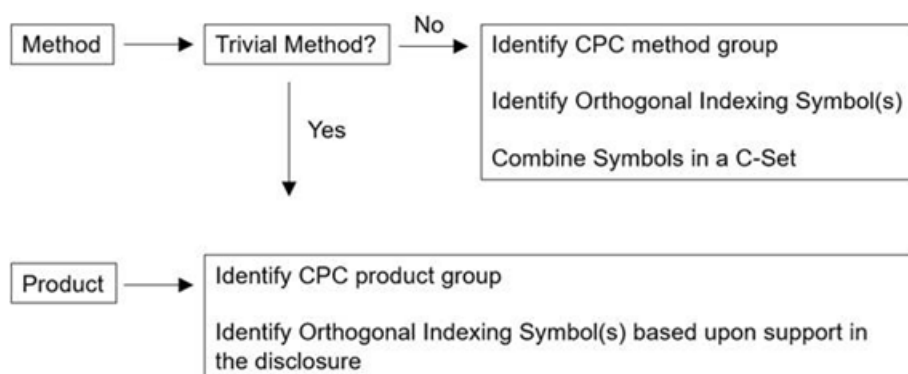 Method
Trivial Method?
No
Identify CPC method group
Identify Orthogonal Indexing Symbol(s)
Combine Symbols in a C-Set
Yes
Product
Identify CPC product group
Identify Orthogonal Indexing Symbol(s) based upon support in
the disclosure